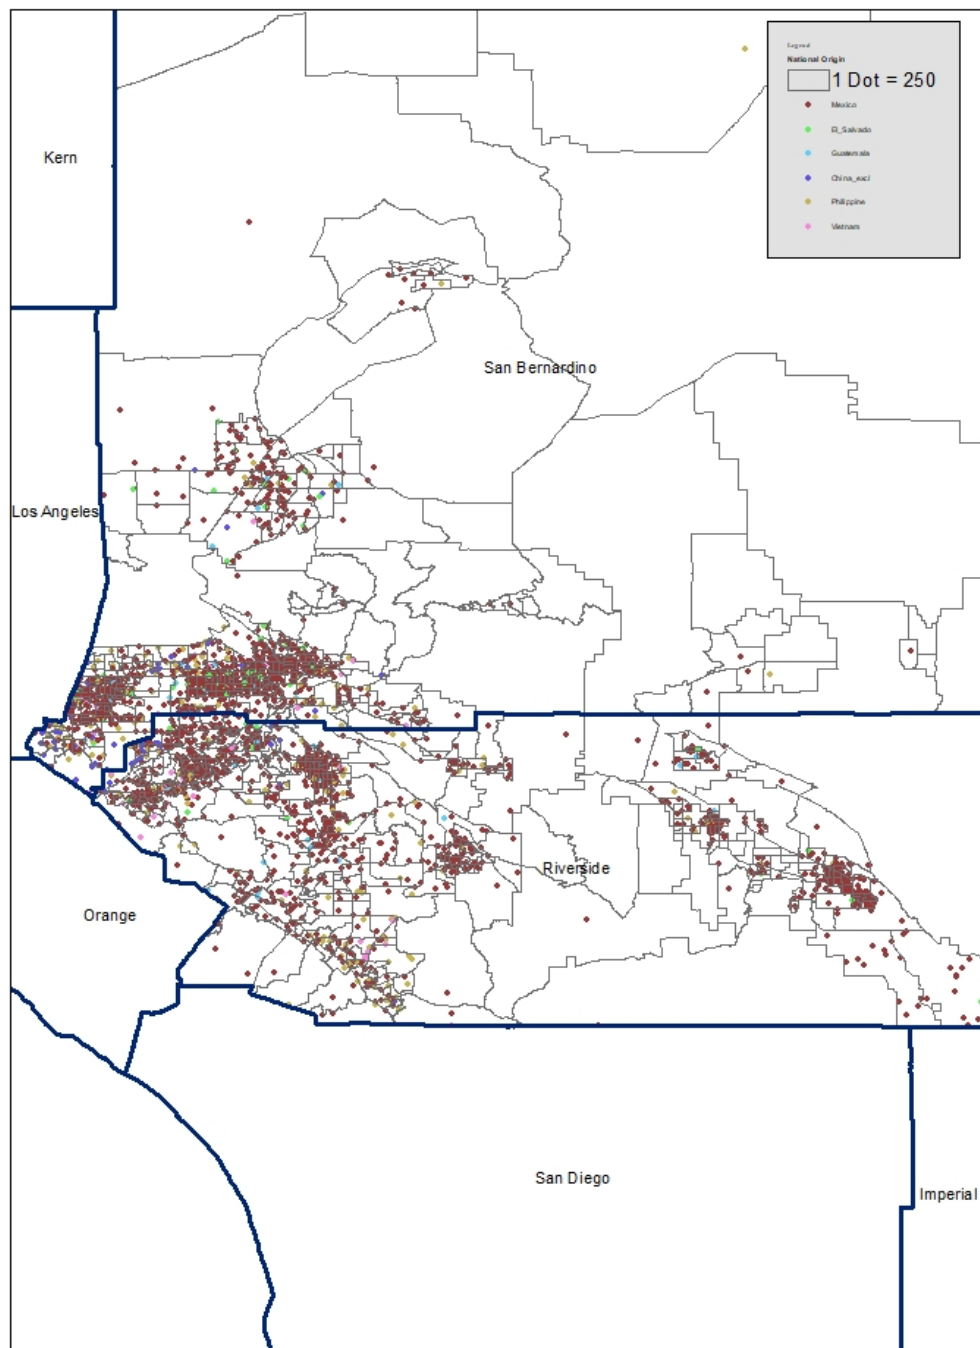 Legend
National Origin
1 Dot = 250
Mexico
El_Salvado
Guatemala
China_excl
Philippine
Vietnam
Kern
San Bernardino
Los Angeles
Riverside
Orange
San Diego
Imperial